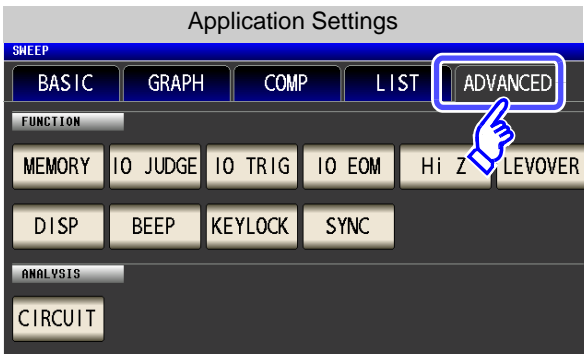 Application Settings
SWEEP
BASIC GRAPH COMP LIST ADVANCED
FUNCTION
MEMORY IO JUDGE IO TRIG IO EOM Hi Z LEVOVER
DISP BEEP KEYLOCK SYNC
ANALYSIS
CIRCUIT